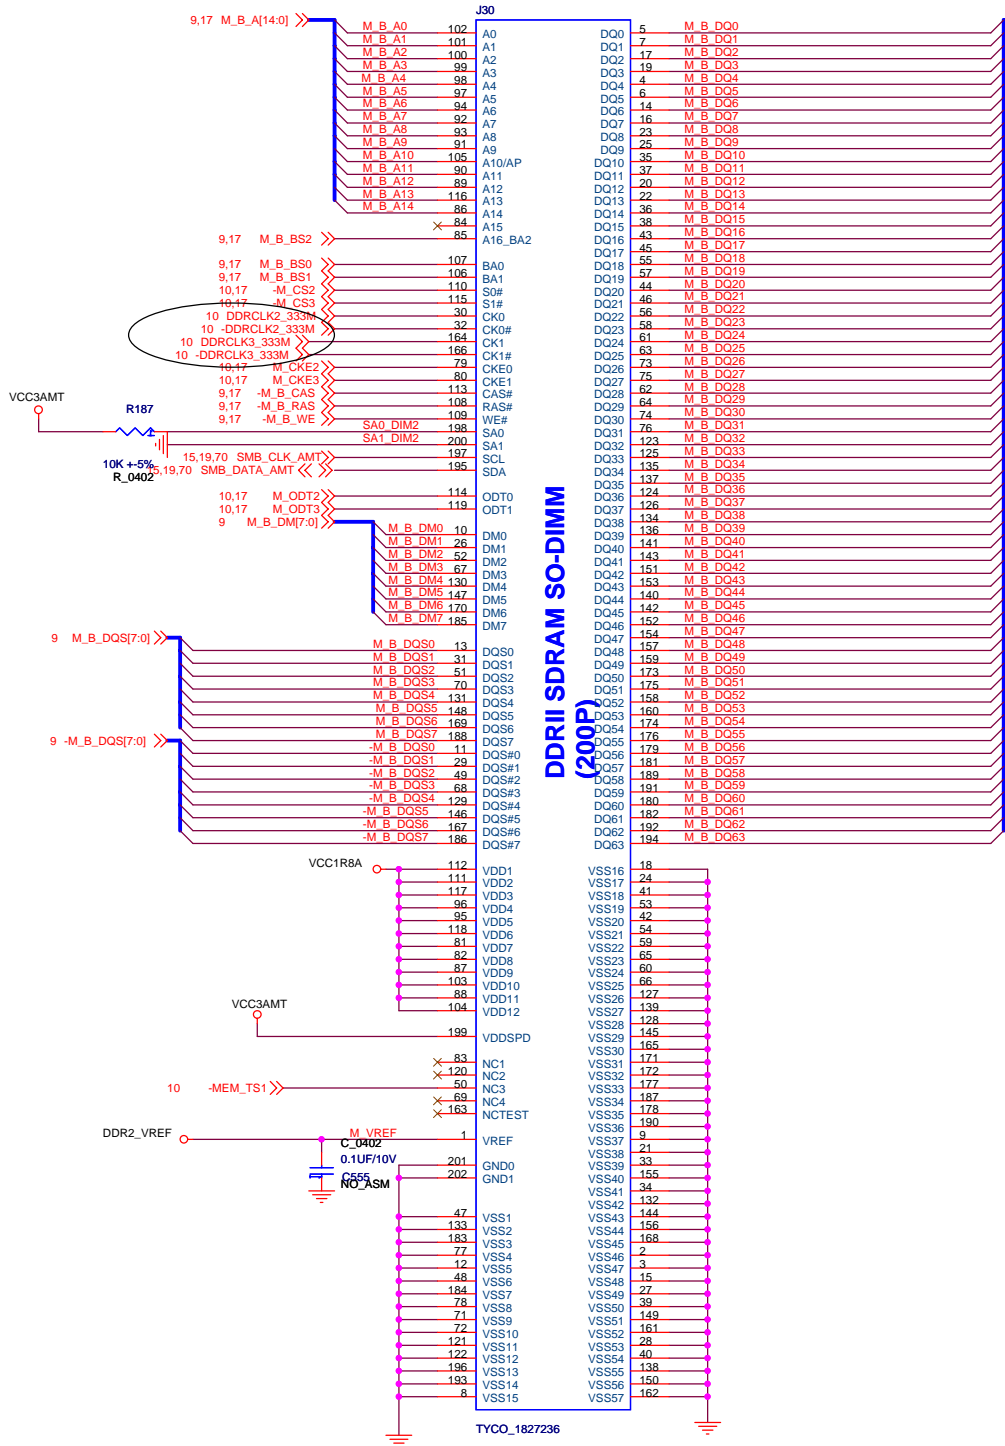 J30
9,17 M_B_A[14:0]
M_B_A0 102 A0 DQ0 5 M_B_DQ0
M_B_A1 101 A1 DQ1 7 M_B_DQ1
M_B_A2 100 A2 DQ2 17 M_B_DQ2
M_B_A3 99 A3 DQ3 19 M_B_DQ3
M_B_A4 98 A4 DQ4 4 M_B_DQ4
M_B_A5 97 A5 DQ5 6 M_B_DQ5
M_B_A6 94 A6 DQ6 14 M_B_DQ6
M_B_A7 92 A7 DQ7 16 M_B_DQ7
M_B_A8 93 A8 DQ8 23 M_B_DQ8
M_B_A9 91 A9 DQ9 25 M_B_DQ9
M_B_A10 105 A10/AP DQ10 35 M_B_DQ10
M_B_A11 90 A11 DQ11 37 M_B_DQ11
M_B_A12 89 A12 DQ12 20 M_B_DQ12
M_B_A13 116 A13 DQ13 22 M_B_DQ13
M_B_A14 86 A14 DQ14 36 M_B_DQ14
84 A15 DQ15 38 M_B_DQ15
9,17 M_B_BS2 85 A16_BA2 DQ16 43 M_B_DQ16
DQ17 45 M_B_DQ17
9,17 M_B_BS0 107 BA0 DQ18 55 M_B_DQ18
9,17 M_B_BS1 106 BA1 DQ19 57 M_B_DQ19
10,17 -M_CS2 110 S0# DQ20 44 M_B_DQ20
10,17 -M_CS3 115 S1# DQ21 46 M_B_DQ21
10 DDRCLK2_333M 30 CK0 DQ22 56 M_B_DQ22
10 -DDRCLK2_333M 32 CK0# DQ23 58 M_B_DQ23
10 DDRCLK3_333M 164 CK1 DQ24 61 M_B_DQ24
10 -DDRCLK3_333M 166 CK1# DQ25 63 M_B_DQ25
10,17 M_CKE2 79 CKE0 DQ26 73 M_B_DQ26
10,17 M_CKE3 80 CKE1 DQ27 75 M_B_DQ27
9,17 -M_B_CAS 113 CAS# DQ28 62 M_B_DQ28
9,17 -M_B_RAS 108 RAS# DQ29 64 M_B_DQ29
9,17 -M_B_WE 109 WE# DQ30 74 M_B_DQ30
VCC3AMT
R187
10K +-5%
R_0402
SA0_DIM2 198 SA0 DQ31 76 M_B_DQ31
SA1_DIM2 200 SA1 DQ32 123 M_B_DQ32
15,19,70 SMB_CLK_AMT 197 SCL DQ33 125 M_B_DQ33
15,19,70 SMB_DATA_AMT 195 SDA DQ34 135 M_B_DQ34
DQ35 137 M_B_DQ35
10,17 M_ODT2 114 ODT0 DQ36 124 M_B_DQ36
10,17 M_ODT3 119 ODT1 DQ37 126 M_B_DQ37
9 M_B_DM[7:0] DQ38 134 M_B_DQ38
M_B_DM0 10 DM0 DQ39 136 M_B_DQ39
M_B_DM1 26 DM1 DQ40 141 M_B_DQ40
M_B_DM2 52 DM2 DQ41 143 M_B_DQ41
M_B_DM3 67 DM3 DQ42 151 M_B_DQ42
M_B_DM4 130 DM4 DQ43 153 M_B_DQ43
M_B_DM5 147 DM5 DQ44 140 M_B_DQ44
M_B_DM6 170 DM6 DQ45 142 M_B_DQ45
M_B_DM7 185 DM7 DQ46 152 M_B_DQ46
DDRII SDRAM SO-DIMM
(200P)
9 M_B_DQS[7:0] DQ47 154 M_B_DQ47
M_B_DQS0 13 DQS0 DQ48 157 M_B_DQ48
M_B_DQS1 31 DQS1 DQ49 159 M_B_DQ49
M_B_DQS2 51 DQS2 DQ50 173 M_B_DQ50
M_B_DQS3 70 DQS3 DQ51 175 M_B_DQ51
M_B_DQS4 131 DQS4 DQ52 158 M_B_DQ52
M_B_DQS5 148 DQS5 DQ53 160 M_B_DQ53
M_B_DQS6 169 DQS6 DQ54 174 M_B_DQ54
M_B_DQS7 188 DQS7 DQ55 176 M_B_DQ55
9 -M_B_DQS[7:0]
-M_B_DQS0 11 DQS#0 DQ56 179 M_B_DQ56
-M_B_DQS1 29 DQS#1 DQ57 181 M_B_DQ57
-M_B_DQS2 49 DQS#2 DQ58 189 M_B_DQ58
-M_B_DQS3 68 DQS#3 DQ59 191 M_B_DQ59
-M_B_DQS4 129 DQS#4 DQ60 180 M_B_DQ60
-M_B_DQS5 146 DQS#5 DQ61 182 M_B_DQ61
-M_B_DQS6 167 DQS#6 DQ62 192 M_B_DQ62
-M_B_DQS7 186 DQS#7 DQ63 194 M_B_DQ63
VCC1R8A 112 VDD1 VSS16 18
111 VDD2 VSS17 24
117 VDD3 VSS18 41
96 VDD4 VSS19 53
95 VDD5 VSS20 42
118 VDD6 VSS21 54
81 VDD7 VSS22 59
82 VDD8 VSS23 65
87 VDD9 VSS24 60
103 VDD10 VSS25 66
88 VDD11 VSS26 127
104 VDD12 VSS27 139
VCC3AMT VSS28 128
199 VDDSPD VSS29 145
VSS30 165
83 NC1 VSS31 171
120 NC2 VSS32 172
10 -MEM_TS1 50 NC3 VSS33 177
69 NC4 VSS34 187
163 NCTEST VSS35 178
VSS36 190
DDR2_VREF M_VREF 1 VREF VSS37 9
C_0402 VSS38 21
0.1UF/10V 201 GND0 VSS39 33
C555 202 GND1 VSS40 155
NO_ASM VSS41 34
VSS42 132
47 VSS1 VSS43 144
133 VSS2 VSS44 156
183 VSS3 VSS45 168
77 VSS4 VSS46 2
12 VSS5 VSS47 3
48 VSS6 VSS48 15
184 VSS7 VSS49 27
78 VSS8 VSS50 39
71 VSS9 VSS51 149
72 VSS10 VSS52 161
121 VSS11 VSS53 28
122 VSS12 VSS54 40
196 VSS13 VSS55 138
193 VSS14 VSS56 150
8 VSS15 VSS57 162
TYCO_1827236